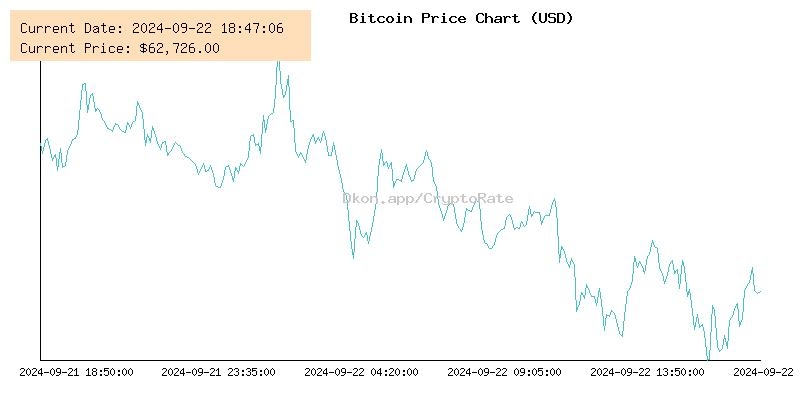 Bitcoin Price Chart (USD)
Current Date: 2024-09-22 18:47:06
Current Price: $62,726.00
Dkon.app/CryptoRate
2024-09-21 18:50:00 2024-09-21 23:35:00 2024-09-22 04:20:00 2024-09-22 09:05:00 2024-09-22 13:50:00 2024-09-22